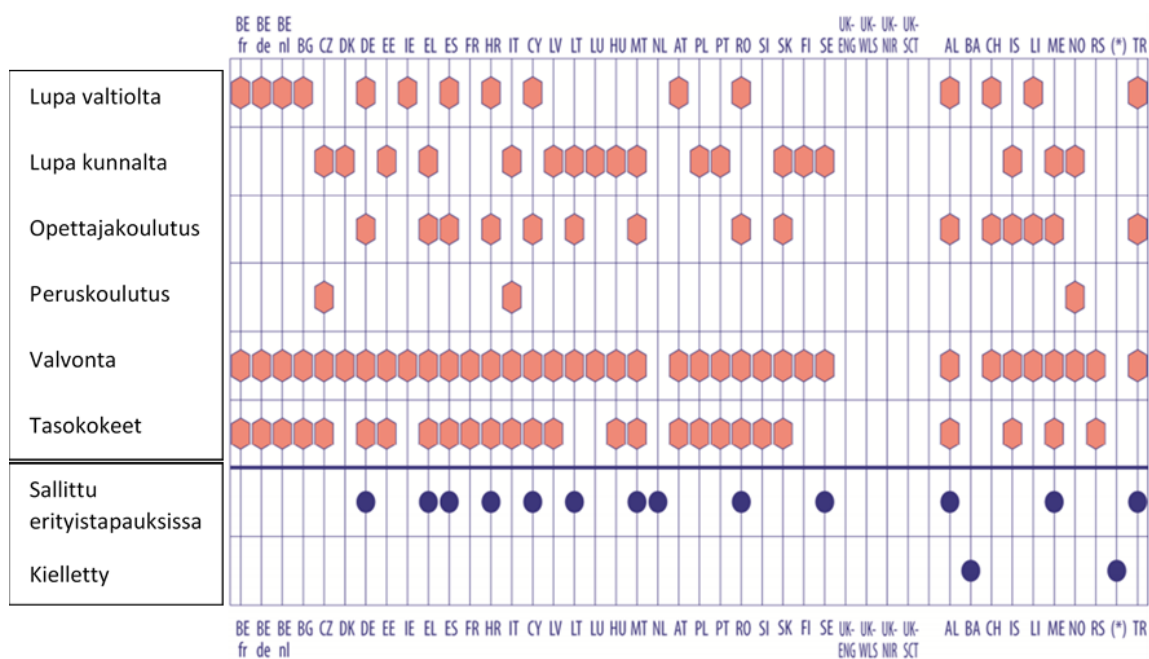 BE BE BE UK- UK- UK- UK-
fr de nl BG CZ DK DE EE IE EL ES FR HR IT CY LV LT LU HU MT NL AT PL PT RO SI SK FI SE ENG WLS NIR SCT AL BA CH IS LI ME NO RS (*) TR
Lupa valtiolta
Lupa kunnalta
Opettajakoulutus
Peruskoulutus
Valvonta
Tasokokeet
Sallittu
erityistapauksissa
Kielletty
BE BE BE BG CZ DK DE EE IE EL ES FR HR IT CY LV LT LU HU MT NL AT PL PT RO SI SK FI SE UK- UK- UK- UK- AL BA CH IS LI ME NO RS (*) TR
fr de nl ENG WLS NIR SCT